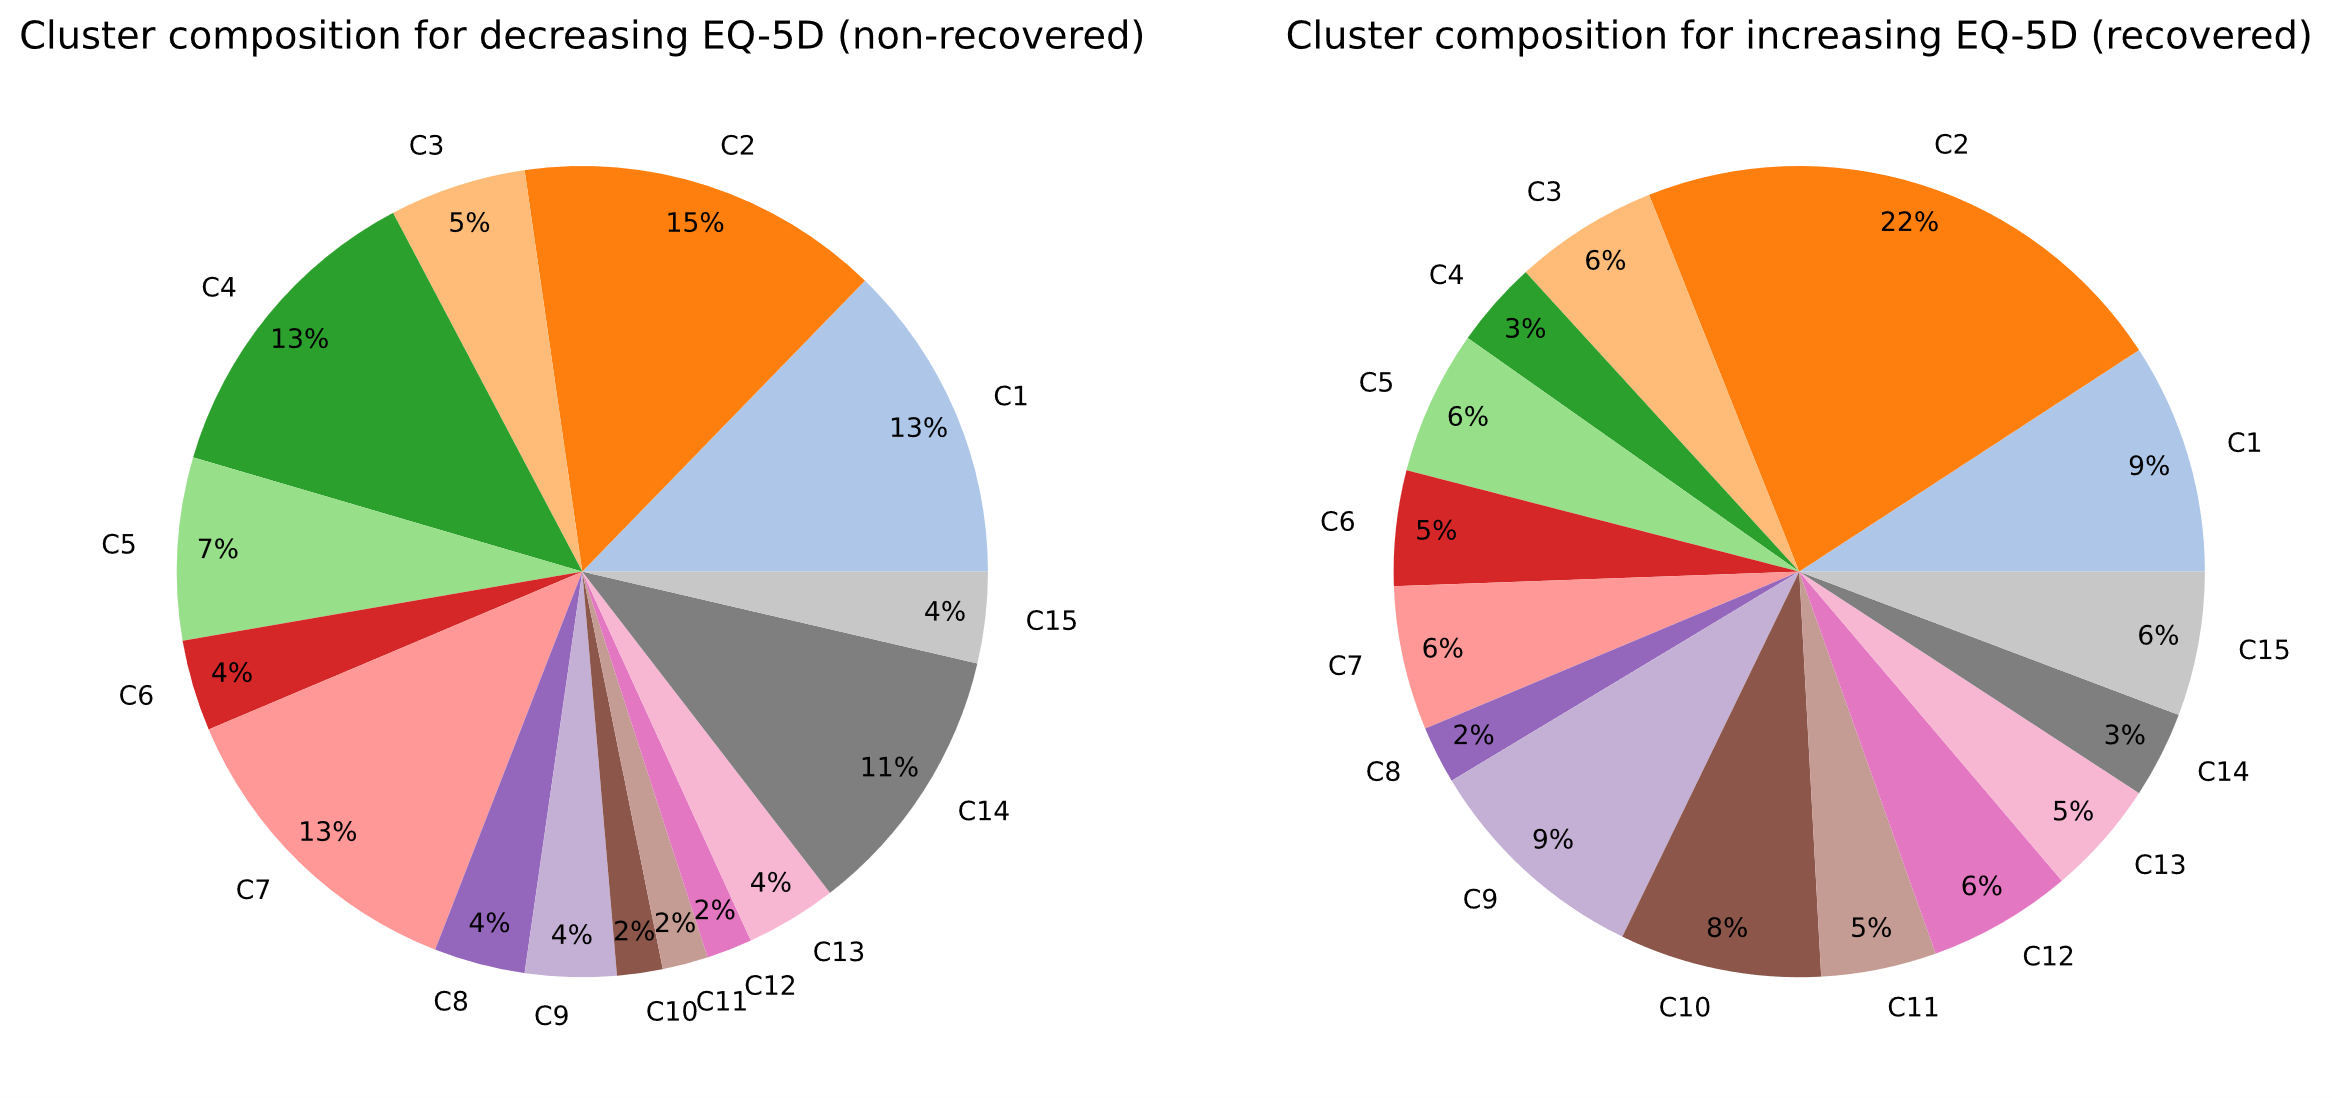 Cluster composition for decreasing EQ-5D (non-recovered)
C1
13%
C2
15%
C3
5%
C4
13%
C5
7%
C6
4%
C7
13%
C8
4%
C9
4%
C10
2%
C11
2%
C12
2%
C13
4%
C14
11%
C15
4%
Cluster composition for increasing EQ-5D (recovered)
C1
9%
C2
22%
C3
6%
C4
3%
C5
6%
C6
5%
C7
6%
C8
2%
C9
9%
C10
8%
C11
5%
C12
6%
C13
5%
C14
3%
C15
6%